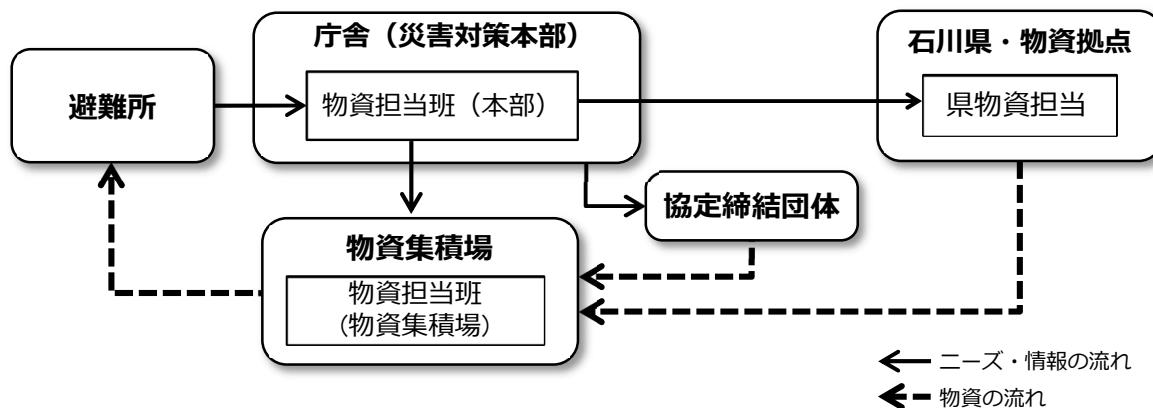 庁舎（災害対策本部）
石川県・物資拠点
避難所
物資担当班（本部）
県物資担当
協定締結団体
物資集積場
物資担当班
（物資集積場）
ニーズ・情報の流れ
物資の流れ